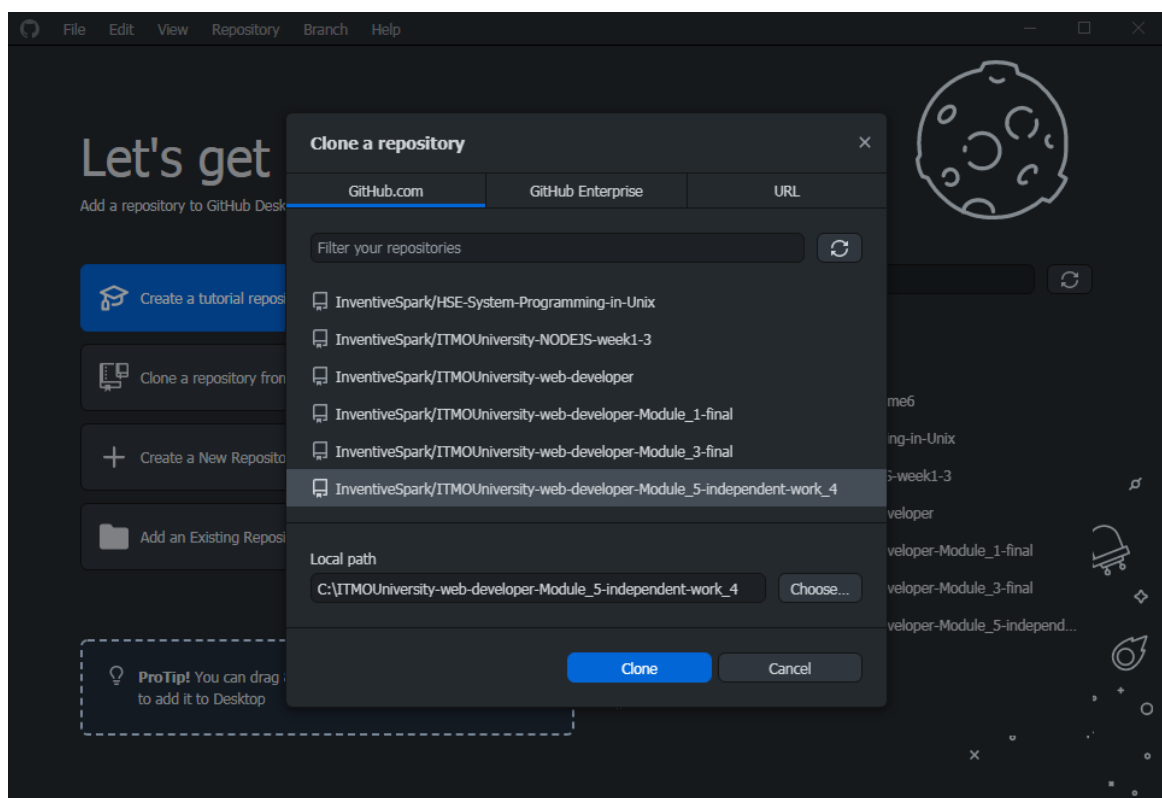 File Edit View Repository Branch Help
Let's get
Add a repository to GitHub Desk
Create a tutorial reposi
Clone a repository from
Create a New Reposito
Add an Existing Reposi
ProTip! You can drag
to add it to Desktop
Clone a repository
GitHub.com
GitHub Enterprise
URL
Filter your repositories
InventiveSpark/HSE-System-Programming-in-Unix
InventiveSpark/ITMOUniversity-NODEJS-week1-3
InventiveSpark/ITMOUniversity-web-developer
InventiveSpark/ITMOUniversity-web-developer-Module_1-final
InventiveSpark/ITMOUniversity-web-developer-Module_3-final
InventiveSpark/ITMOUniversity-web-developer-Module_5-independent-work_4
Local path
C:\ITMOUniversity-web-developer-Module_5-independent-work_4
Choose...
Clone
Cancel
me6
ing-in-Unix
S-week1-3
veloper
veloper-Module_1-final
veloper-Module_3-final
veloper-Module_5-independ...